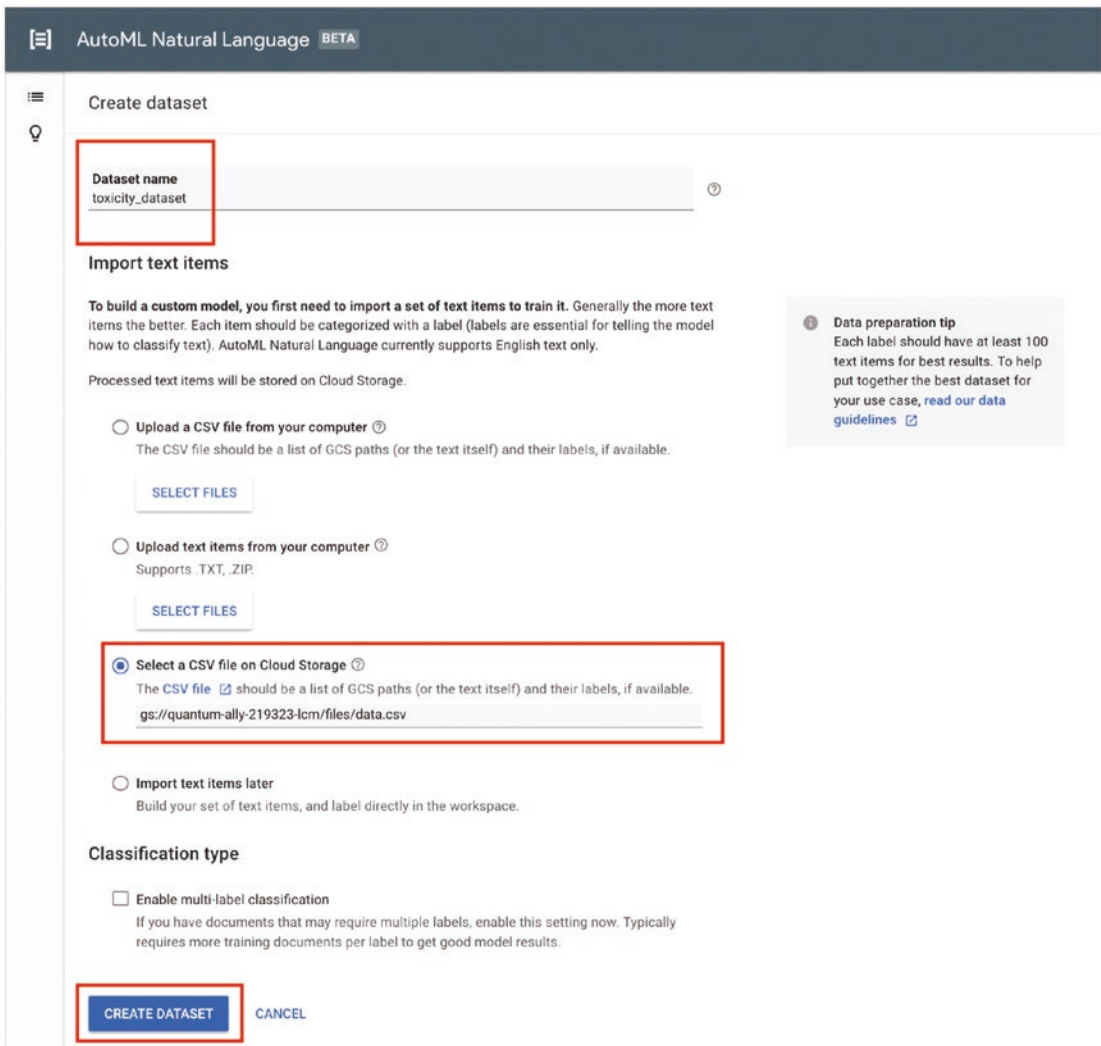 AutoML Natural Language BETA
Create dataset
Dataset name
toxicity_dataset
Import text items
To build a custom model, you first need to import a set of text items to train it. Generally the more text
items the better. Each item should be categorized with a label (labels are essential for telling the model
how to classify text). AutoML Natural Language currently supports English text only.
Processed text items will be stored on Cloud Storage.
Data preparation tip
Each label should have at least 100
text items for best results. To help
put together the best dataset for
your use case, read our data
guidelines
Upload a CSV file from your computer
The CSV file should be a list of GCS paths (or the text itself) and their labels, if available.
SELECT FILES
Upload text items from your computer
Supports .TXT, .ZIP.
SELECT FILES
Select a CSV file on Cloud Storage
The CSV file should be a list of GCS paths (or the text itself) and their labels, if available.
gs://quantum-ally-219323-lcm/files/data.csv
Import text items later
Build your set of text items, and label directly in the workspace.
Classification type
Enable multi-label classification
If you have documents that may require multiple labels, enable this setting now. Typically
requires more training documents per label to get good model results.
CREATE DATASET CANCEL